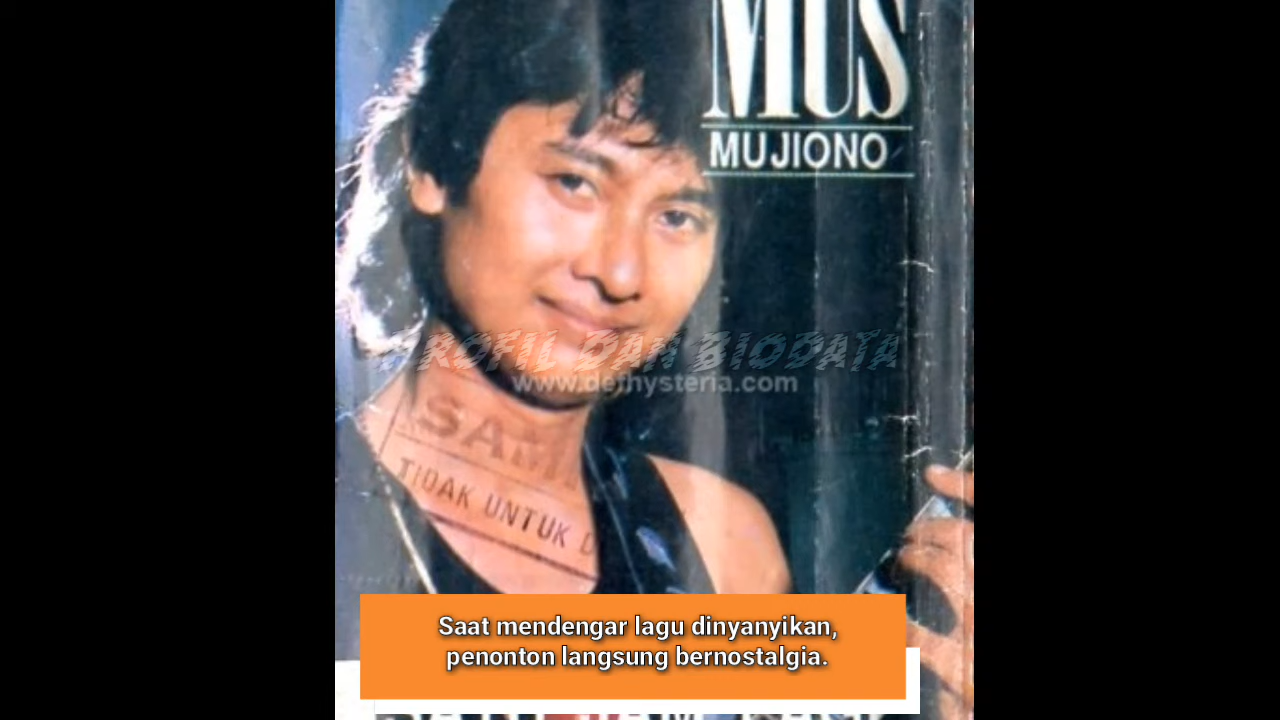 MUS
MUJIONO
PROFIL DAN BIODATA
www.dethysteria.com
TIDAK UNTUK
Saat mendengar lagu dinyanyikan,
penonton langsung bernostalgia.